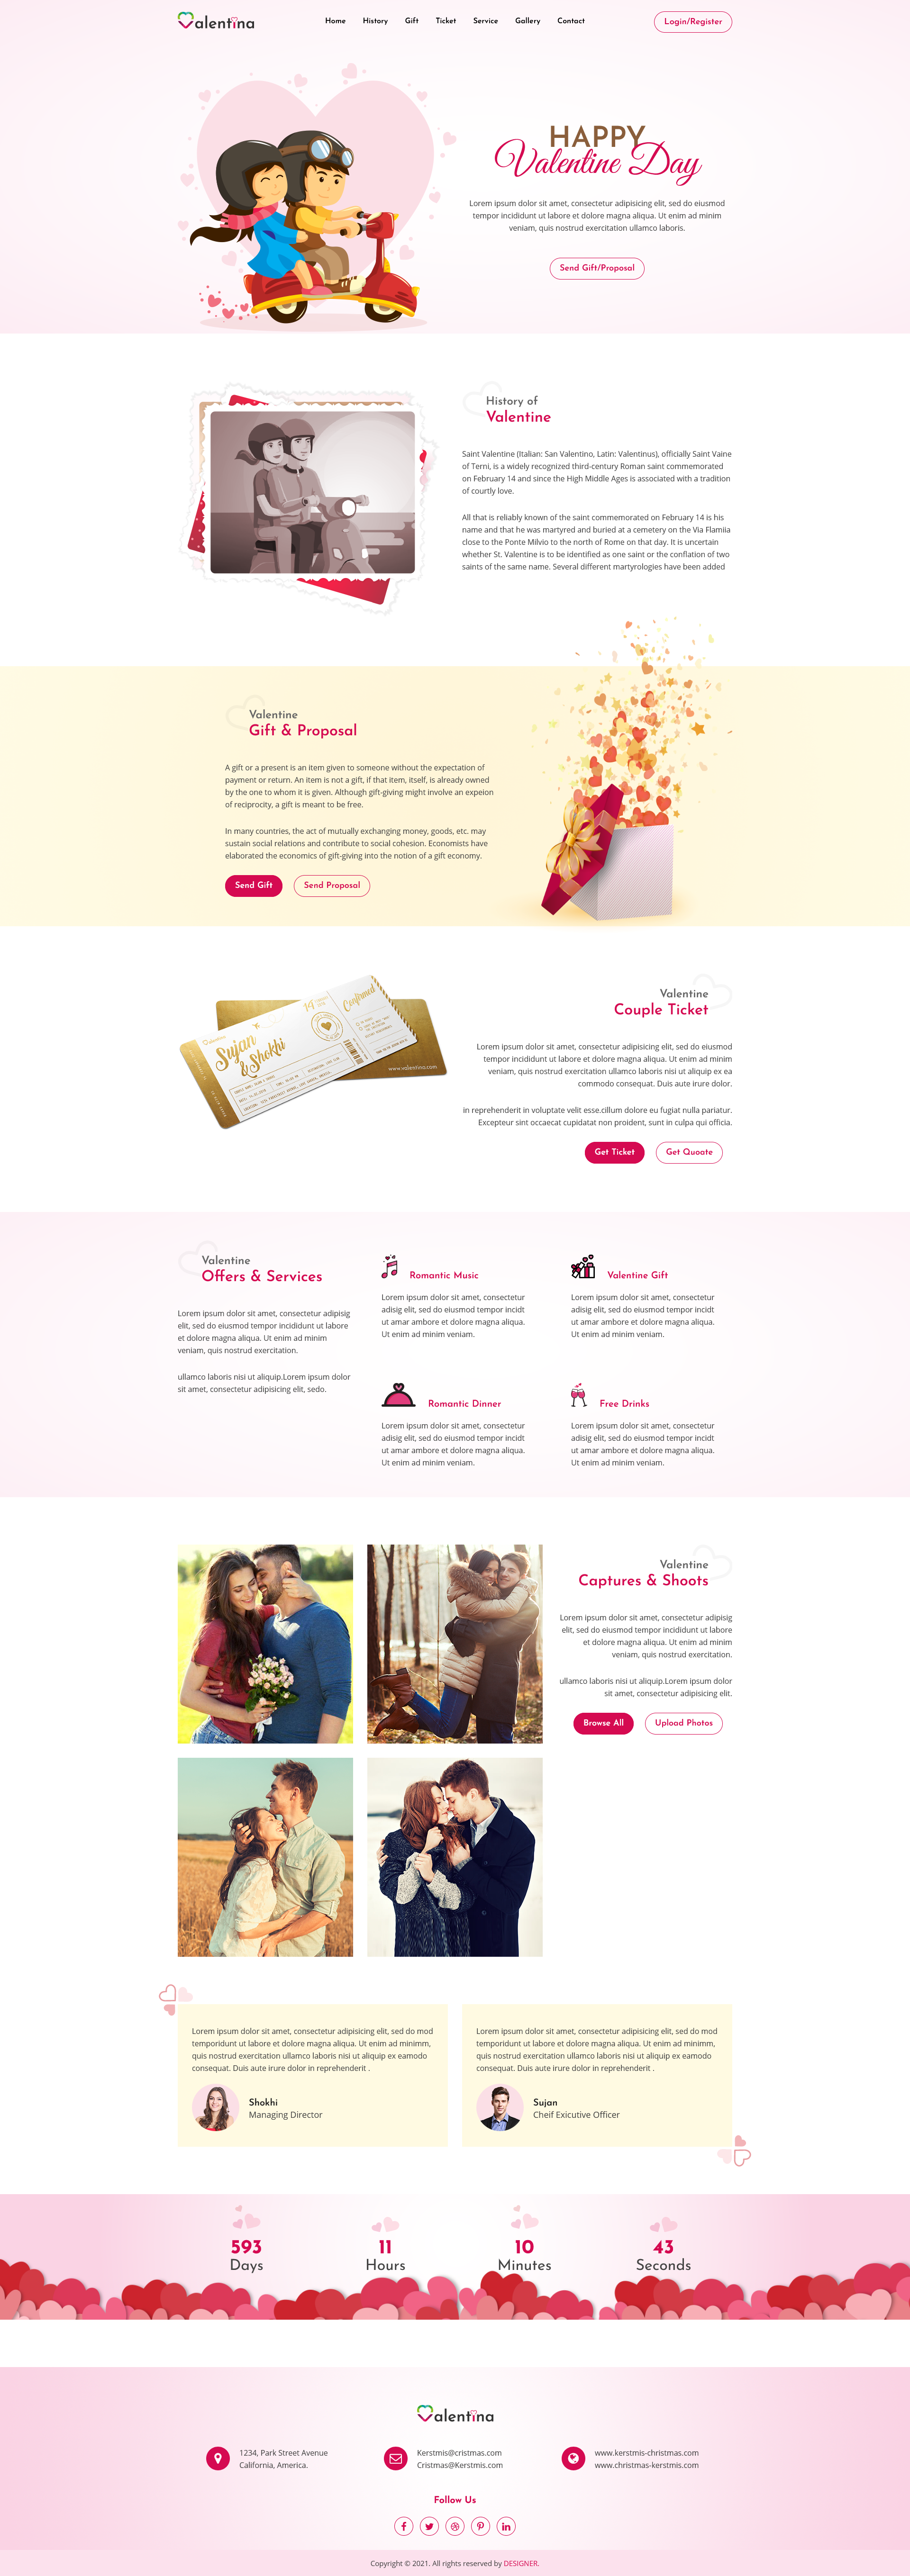 Valentina
Home History Gift Ticket Service Gallery Contact
Login/Register
HAPPY
Valentine Day
Lorem ipsum dolor sit amet, consectetur adipisicing elit, sed do eiusmod
tempor incididunt ut labore et dolore magna aliqua. Ut enim ad minim
veniam, quis nostrud exercitation ullamco laboris.
Send Gift/Proposal
History of
Valentine
Saint Valentine (Italian: San Valentino, Latin: Valentinus), officially Saint Vaine
of Terni, is a widely recognized third-century Roman saint commemorated
on February 14 and since the High Middle Ages is associated with a tradition
of courtly love.
All that is reliably known of the saint commemorated on February 14 is his
name and that he was martyred and buried at a cemetery on the Via Flamiia
close to the Ponte Milvio to the north of Rome on that day. It is uncertain
whether St. Valentine is to be identified as one saint or the conflation of two
saints of the same name. Several different martyrologies have been added
Valentine
Gift & Proposal
A gift or a present is an item given to someone without the expectation of
payment or return. An item is not a gift, if that item, itself, is already owned
by the one to whom it is given. Although gift-giving might involve an expeion
of reciprocity, a gift is meant to be free.
In many countries, the act of mutually exchanging money, goods, etc. may
sustain social relations and contribute to social cohesion. Economists have
elaborated the economics of gift-giving into the notion of a gift economy.
Send Gift Send Proposal
Sujan
& Shokhi
14
Confirmed
www.valentina.com
Valentine
Couple Ticket
Lorem ipsum dolor sit amet, consectetur adipisicing elit, sed do eiusmod
tempor incididunt ut labore et dolore magna aliqua. Ut enim ad minim
veniam, quis nostrud exercitation ullamco laboris nisi ut aliquip ex ea
commodo consequat. Duis aute irure dolor.
in reprehenderit in voluptate velit esse.cillum dolore eu fugiat nulla pariatur.
Excepteur sint occaecat cupidatat non proident, sunt in culpa qui officia.
Get Ticket Get Quoate
Valentine
Offers & Services
Lorem ipsum dolor sit amet, consectetur adipisig
elit, sed do eiusmod tempor incididunt ut labore
et dolore magna aliqua. Ut enim ad minim
veniam, quis nostrud exercitation.
ullamco laboris nisi ut aliquip.Lorem ipsum dolor
sit amet, consectetur adipisicing elit, sedo.
Romantic Music
Lorem ipsum dolor sit amet, consectetur
adisig elit, sed do eiusmod tempor incidt
ut amar ambore et dolore magna aliqua.
Ut enim ad minim veniam.
Valentine Gift
Lorem ipsum dolor sit amet, consectetur
adisig elit, sed do eiusmod tempor incidt
ut amar ambore et dolore magna aliqua.
Ut enim ad minim veniam.
Romantic Dinner
Lorem ipsum dolor sit amet, consectetur
adisig elit, sed do eiusmod tempor incidt
ut amar ambore et dolore magna aliqua.
Ut enim ad minim veniam.
Free Drinks
Lorem ipsum dolor sit amet, consectetur
adisig elit, sed do eiusmod tempor incidt
ut amar ambore et dolore magna aliqua.
Ut enim ad minim veniam.
Valentine
Captures & Shoots
Lorem ipsum dolor sit amet, consectetur adipisig
elit, sed do eiusmod tempor incididunt ut labore
et dolore magna aliqua. Ut enim ad minim
veniam, quis nostrud exercitation.
ullamco laboris nisi ut aliquip.Lorem ipsum dolor
sit amet, consectetur adipisicing elit.
Browse All Upload Photos
Lorem ipsum dolor sit amet, consectetur adipisicing elit, sed do mod
temporidunt ut labore et dolore magna aliqua. Ut enim ad minimm,
quis nostrud exercitation ullamco laboris nisi ut aliquip ex eamodo
consequat. Duis aute irure dolor in reprehenderit .
Shokhi
Managing Director
Lorem ipsum dolor sit amet, consectetur adipisicing elit, sed do mod
temporidunt ut labore et dolore magna aliqua. Ut enim ad minimm,
quis nostrud exercitation ullamco laboris nisi ut aliquip ex eamodo
consequat. Duis aute irure dolor in reprehenderit .
Sujan
Cheif Exicutive Officer
593 11 10 43
Days Hours Minutes Seconds
Valentina
1234, Park Street Avenue
California, America.
Kerstmis@cristmas.com
Cristmas@Kerstmis.com
www.kerstmis-christmas.com
www.christmas-kerstmis.com
Follow Us
Copyright © 2021. All rights reserved by DESIGNER.